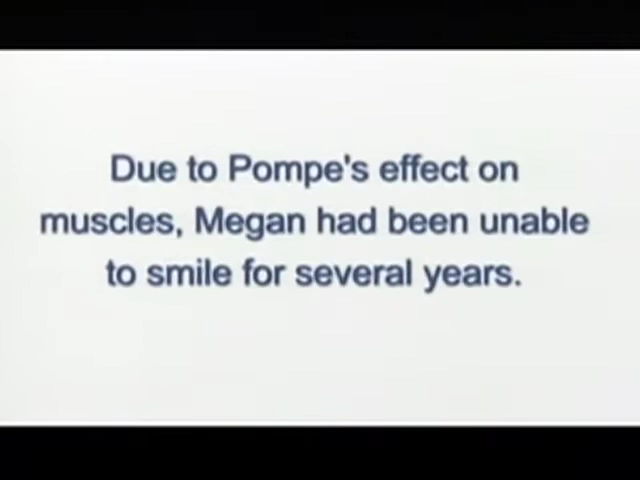 Due to Pompe's effect on
muscles, Megan had been unable
to smile for several years.